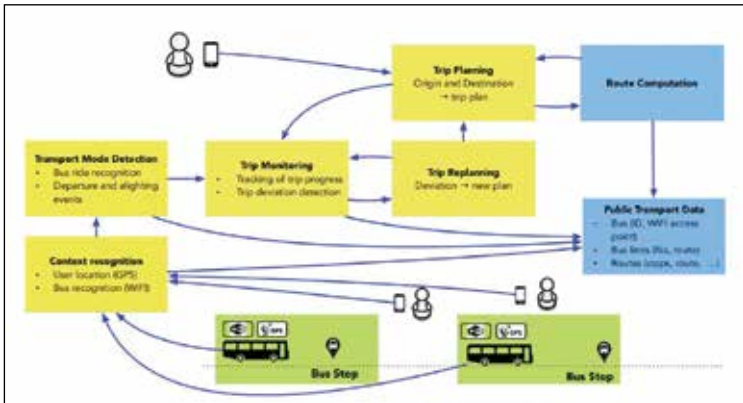 Trip Planning
Origin and Destination
→ trip plan
Route Computation
Transport Mode Detection
• Bus ride recognition
• Departure and alighting
events
Trip Monitoring
• Tracking of trip progress
• Trip deviation detection
Trip Replanning
Deviation → new plan
Public Transport Data
- Bus (ID, WiFi access
point)
• Bus lines (No, route)
• Routes (stops, route, ...)
Context recognition
• User location (GPS)
• Bus recognition (WiFi)
GPS
Bus Stop
GPS
Bus Stop